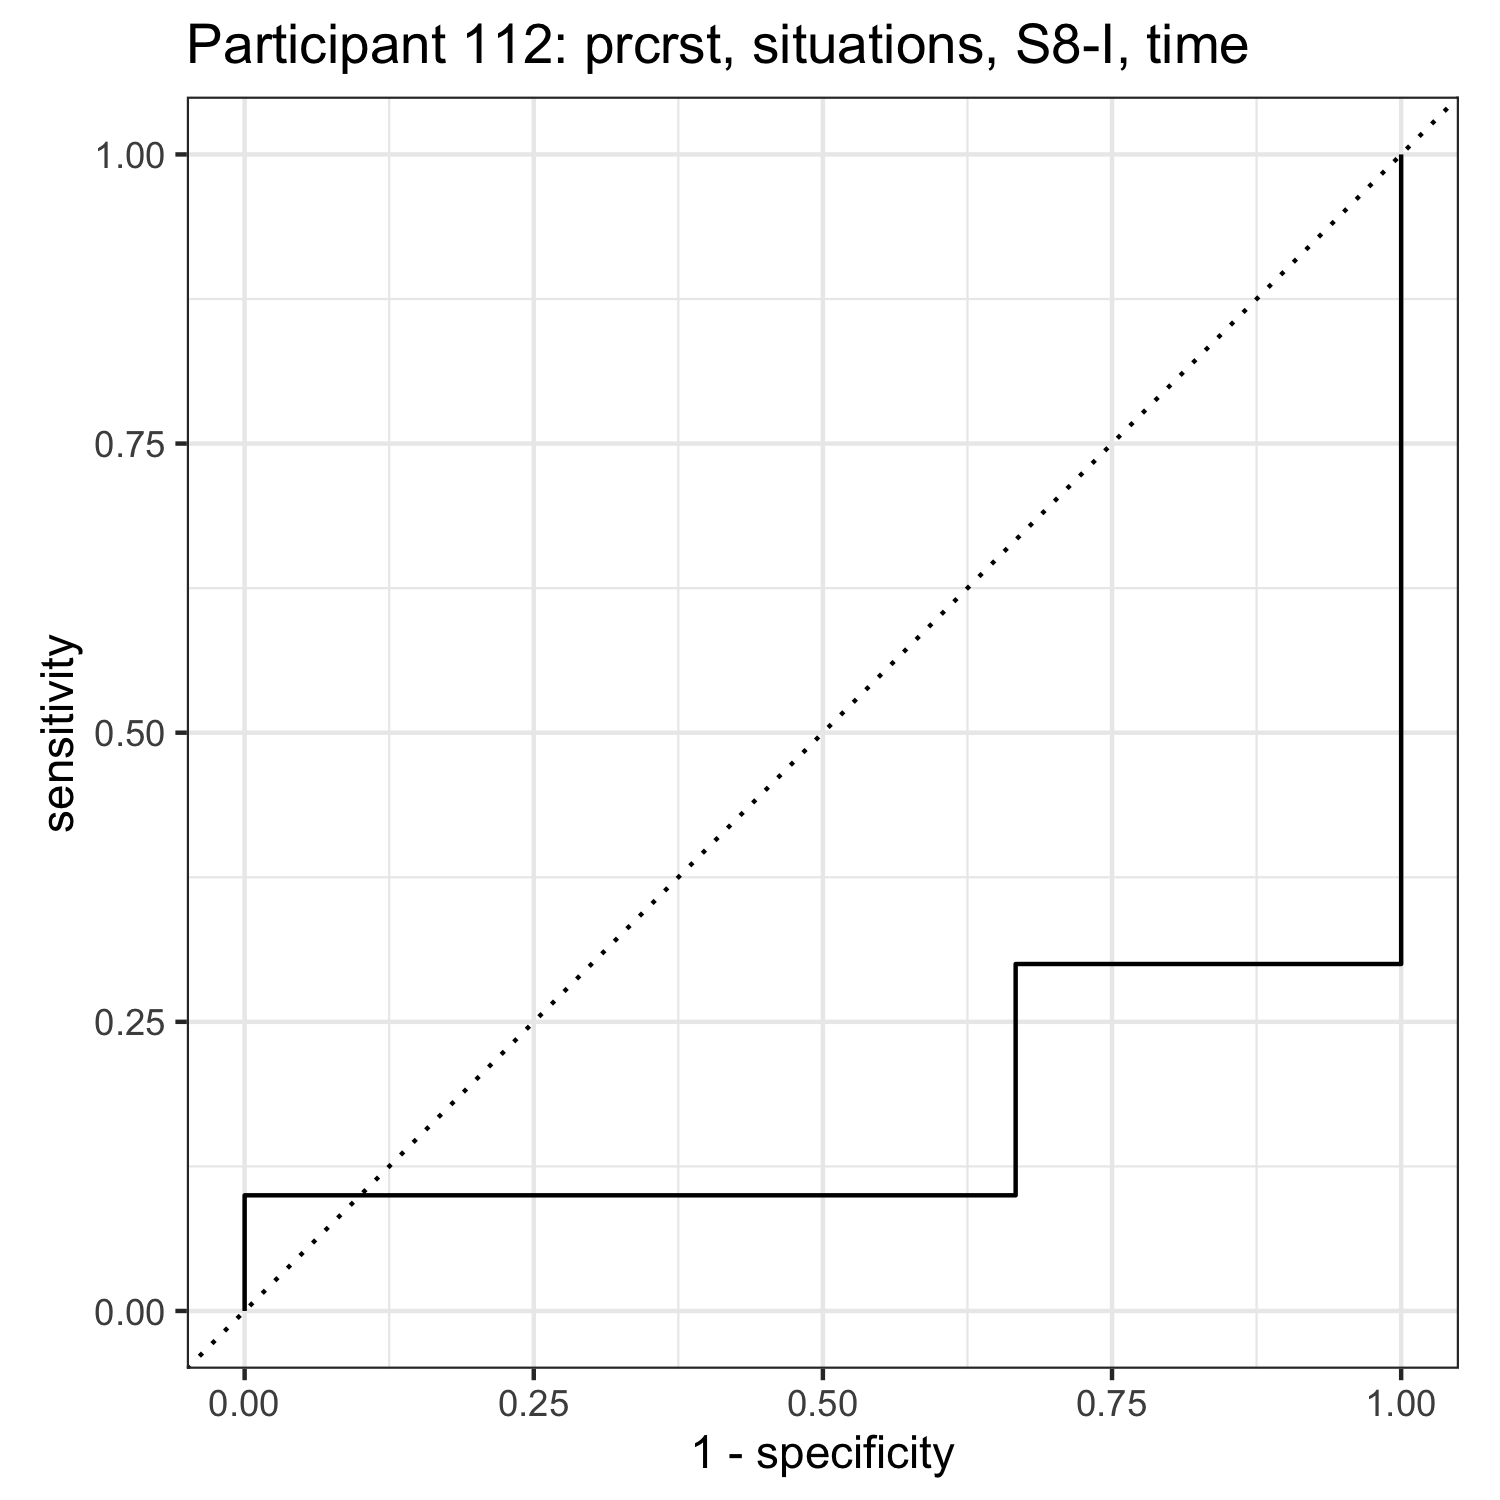 Participant 112: prcrst, situations, S8-I, time
1.00
0.75
0.50
0.25
0.00
sensitivity
0.00 0.25 0.50 0.75 1.00
1 - specificity